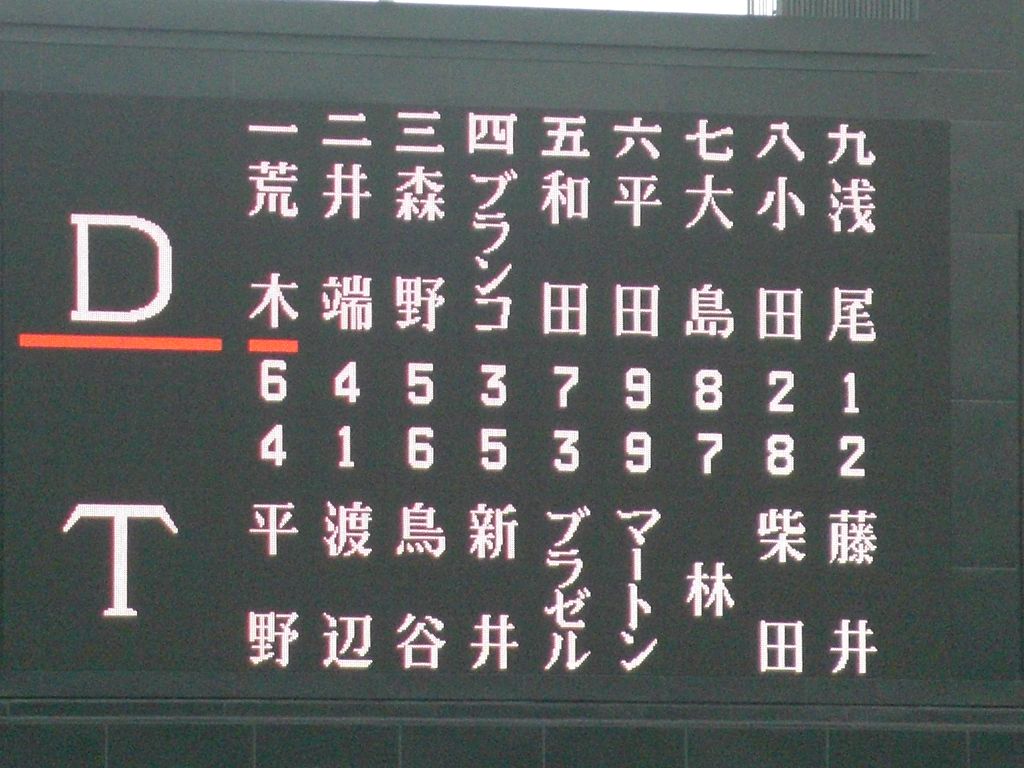 一 二 三 四 五 六 七 八 九
D 荒木 井端 森野 ブランコ 和田 平田 大島 小田 浅尾
6 4 5 3 7 9 8 2 1
4 1 6 5 3 9 7 8 2
T 平野 渡辺 鳥谷 新井 ブラゼル マートン 林 柴田 藤井